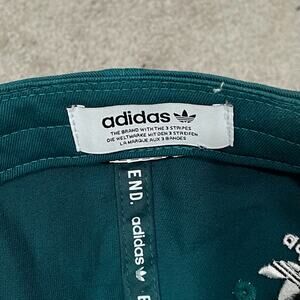 adidas
THE BRAND WITH THE 3 STRIPES
DIE WELTMARKE MIT DEN 3 STREIFEN
LA MARQUE AUX 3 BANDES
END.
adidas
E